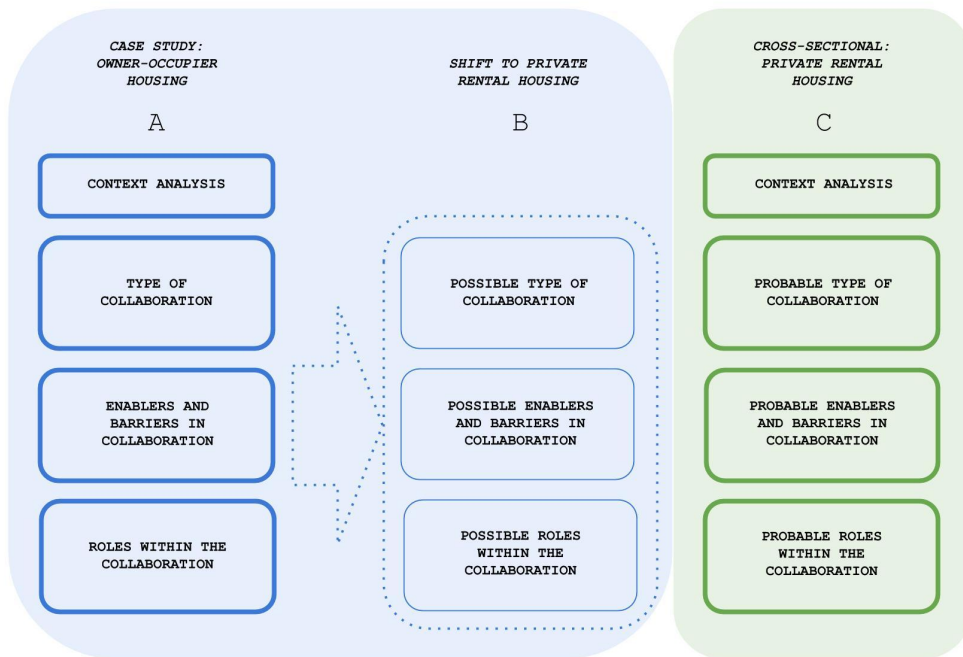 CASE STUDY:
OWNER-OCCUPIER
HOUSING
A
CONTEXT ANALYSIS
TYPE OF
COLLABORATION
ENABLERS AND
BARRIERS IN
COLLABORATION
ROLES WITHIN THE
COLLABORATION
SHIFT TO PRIVATE
RENTAL HOUSING
B
POSSIBLE TYPE OF
COLLABORATION
POSSIBLE ENABLERS
AND BARRIERS IN
COLLABORATION
POSSIBLE ROLES
WITHIN THE
COLLABORATION
CROSS-SECTIONAL:
PRIVATE RENTAL
HOUSING
C
CONTEXT ANALYSIS
PROBABLE TYPE OF
COLLABORATION
PROBABLE ENABLERS
AND BARRIERS IN
COLLABORATION
PROBABLE ROLES
WITHIN THE
COLLABORATION